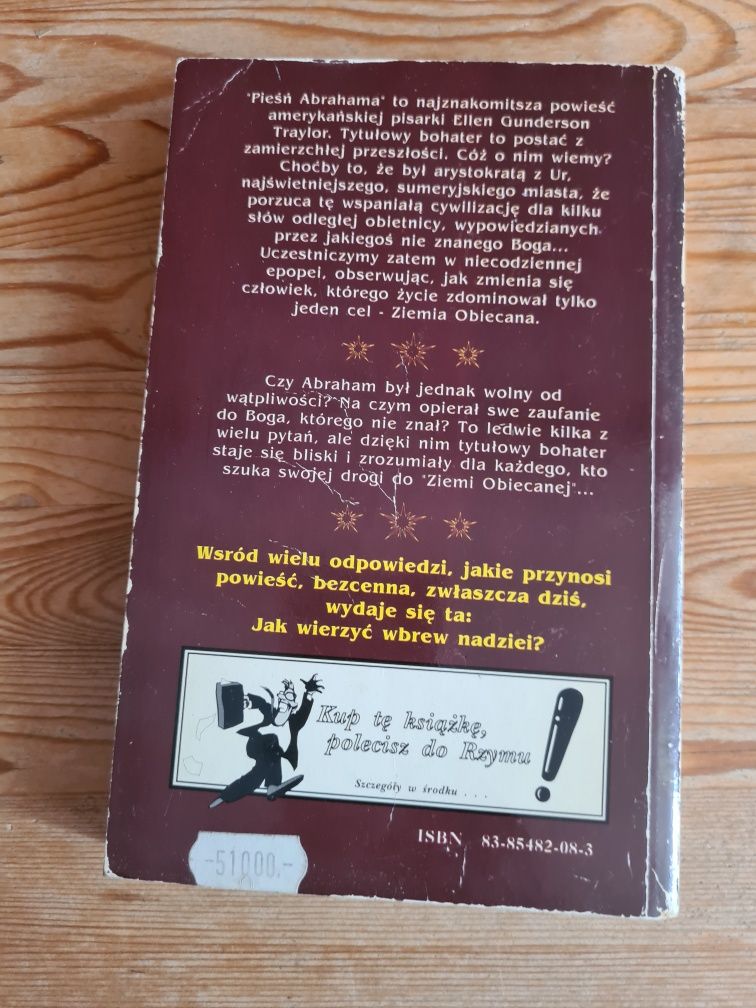 "Pieśń Abrahama" to najznakomitsza powieść
amerykańskiej pisarki Ellen Gunderson
Traylor. Tytułowy bohater to postać z
zamierzchłej przeszłości. Cóż o nim wiemy?
Choćby to, że był arystokratą z Ur,
najświetniejszego, sumeryjskiego miasta, że
porzuca tę wspaniałą cywilizację dla kilku
słów odległej obietnicy, wypowiedzianych
przez jakiegoś nie znanego Boga...
Uczestniczymy zatem w niecodziennej
epopei, obserwując, jak zmienia się
człowiek, którego życie zdominował tylko
jeden cel - Ziemia Obiecana.
Czy Abraham był jednak wolny od
wątpliwości? Na czym opierał swe zaufanie
do Boga, którego nie znał? To ledwie kilka z
wielu pytań, ale dzięki nim tytułowy bohater
staje się bliski i zrozumiały dla każdego, kto
szuka swojej drogi do "Ziemi Obiecanej"...
Wsród wielu odpowiedzi, jakie przynosi
powieść, bezcenna, zwłaszcza dziś,
wydaje się ta:
Jak wierzyć wbrew nadziei?
Kup tę książkę,
polecisz do Rzymu
!
Szczegóły w środku . . .
ISBN 83-85482-08-3
-51000,-